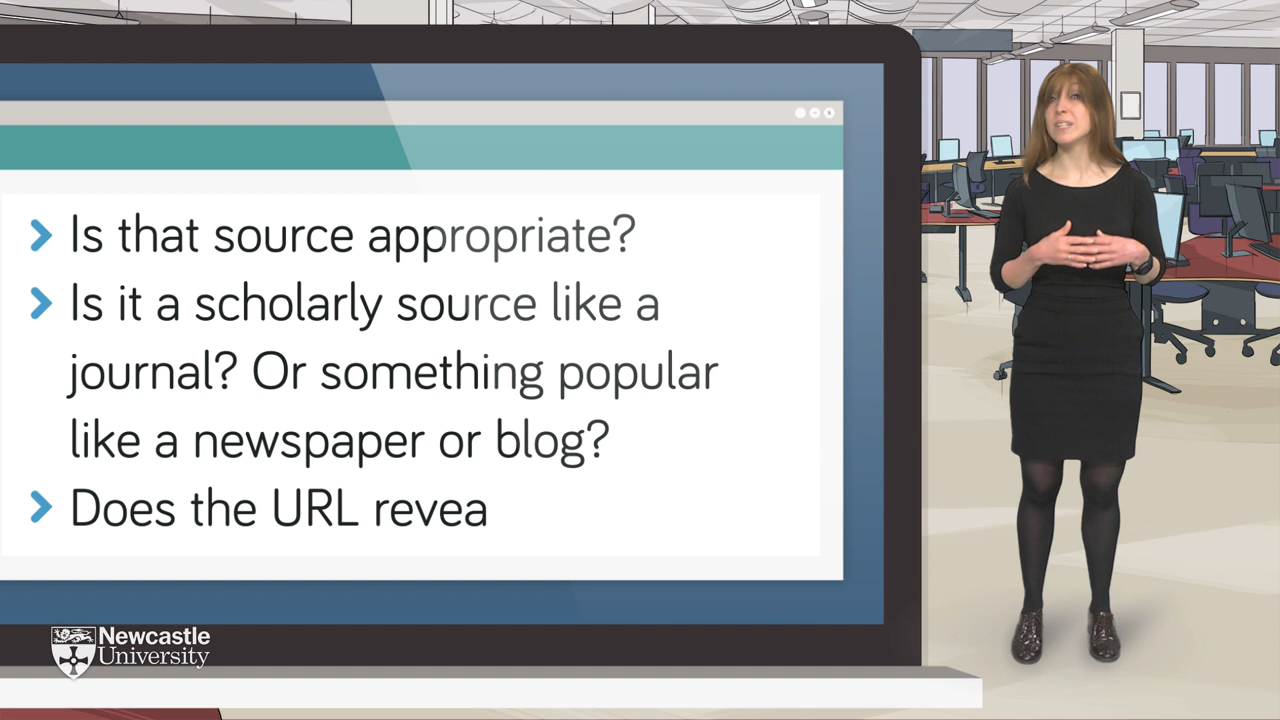 Is that source appropriate?
Is it a scholarly source like a
journal? Or something popular
like a newspaper or blog?
Does the URL revea
Newcastle
University